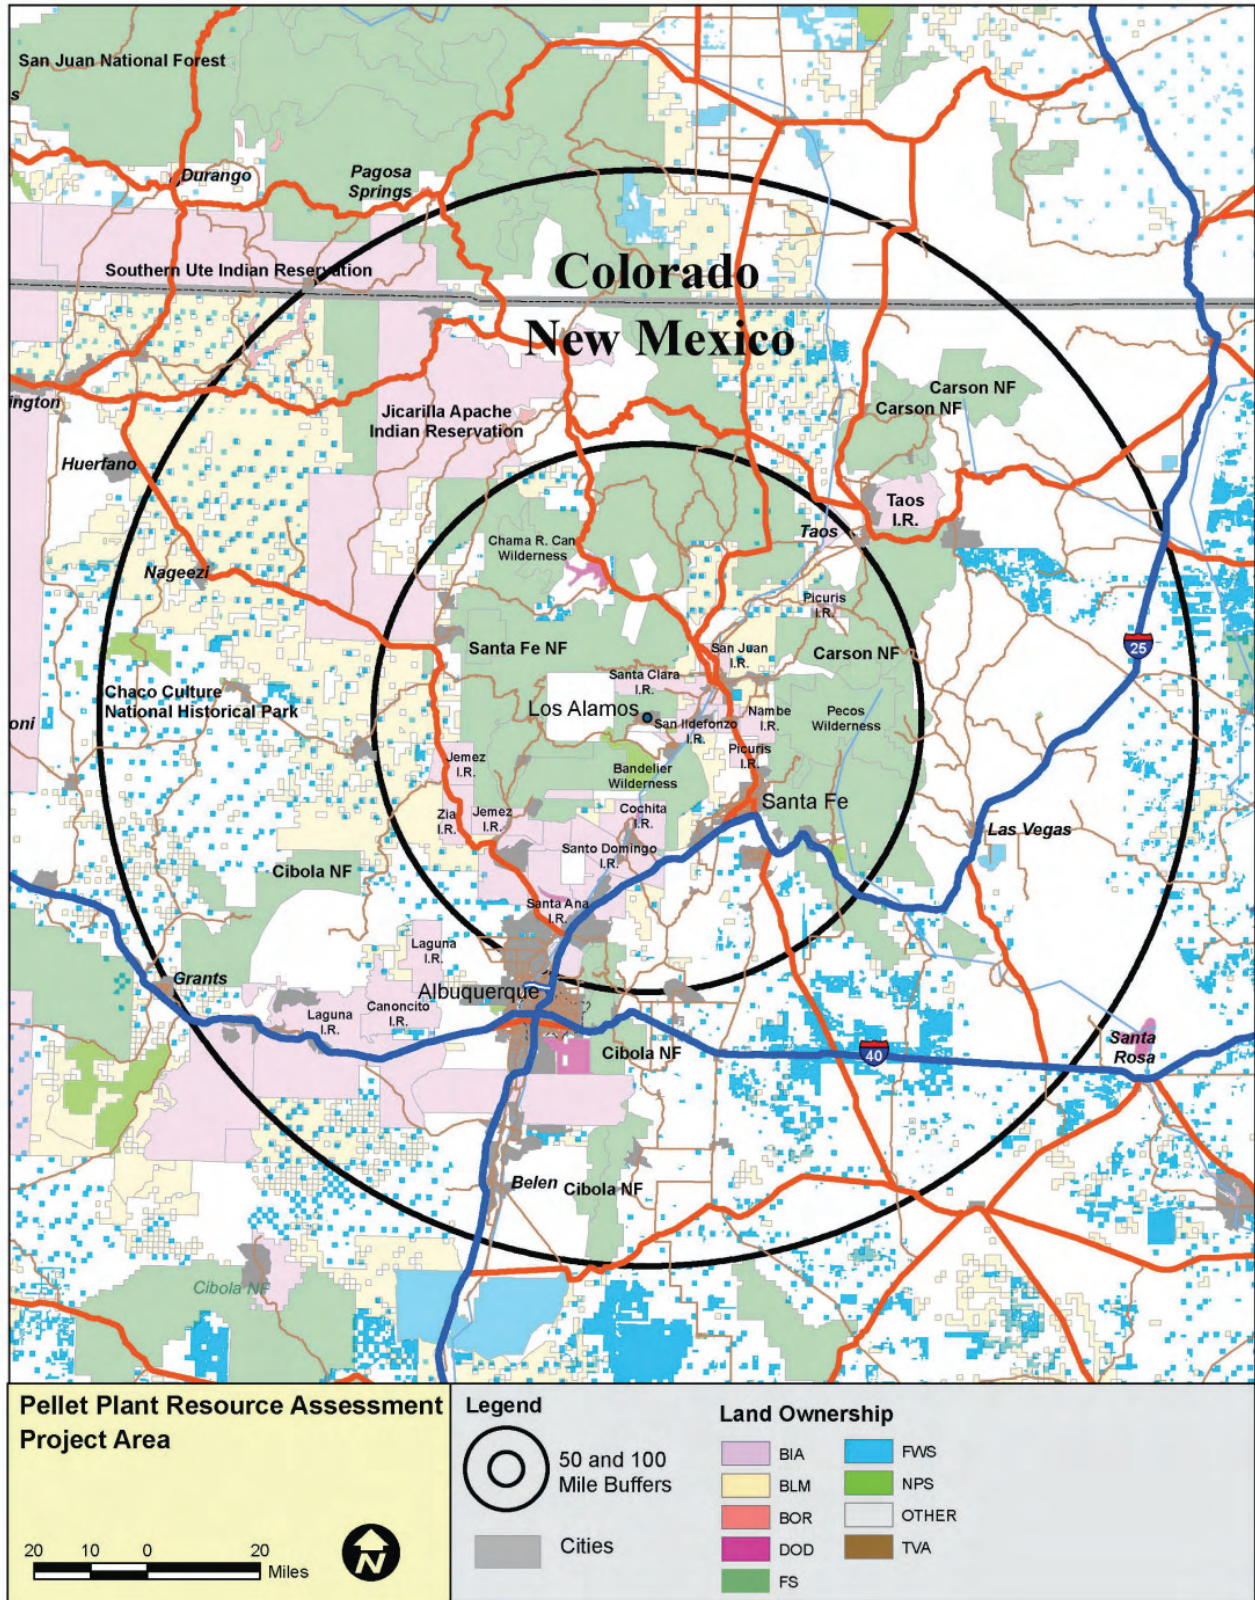 San Juan National Forest
s
Durango
Pagosa
Springs
Southern Ute Indian Reservation
Colorado
New Mexico
ington
Jicarilla Apache
Indian Reservation
Carson NF
Carson NF
Huerfano
Taos
I.R.
Taos
Chama R. Can
Wilderness
Nageezi
Picuris
I.R.
25
Santa Fe NF
San Juan
I.R.
Carson NF
Santa Clara
I.R.
Chaco Culture
National Historical Park
Los Alamos
San Ildefonzo
I.R.
Nambe
I.R.
Pecos
Wilderness
oni
Jemez
I.R.
Picuris
I.R.
Bandelier
Wilderness
Santa Fe
Zia
I.R.
Jemez
I.R.
Cochita
I.R.
Las Vegas
Santo Domingo
I.R.
Cibola NF
Santa Ana
I.R.
Laguna
I.R.
Grants
Albuquerque
Laguna
I.R.
Canoncito
I.R.
Cibola NF
40
Santa
Rosa
Belen
Cibola NF
Cibola NF
Pellet Plant Resource Assessment
Project Area
20 10 0 20
Miles
N
Legend
50 and 100
Mile Buffers
Cities
Land Ownership
BIA
BLM
BOR
DOD
FS
FWS
NPS
OTHER
TVA